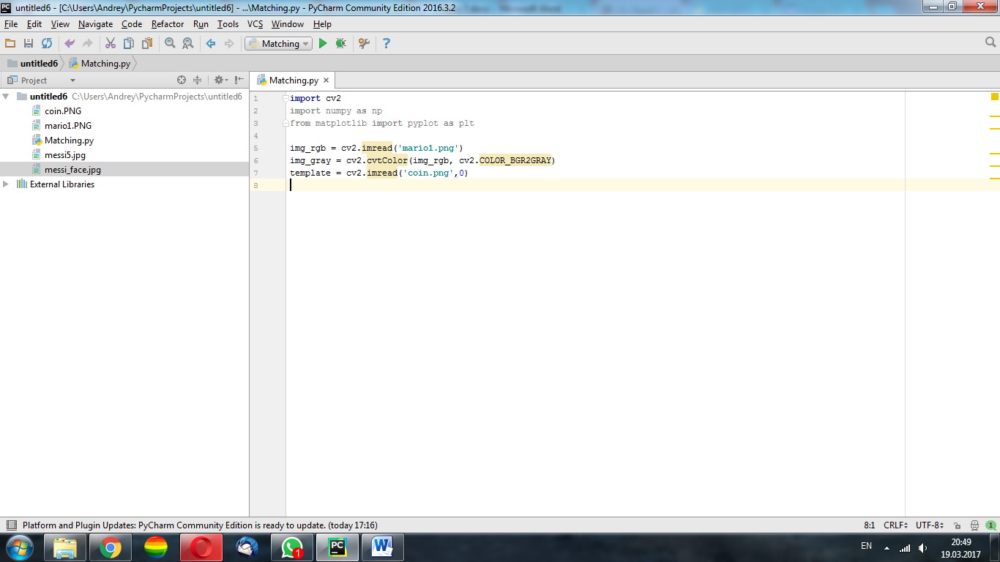 untitled6 - [C:\Users\Andrey\PycharmProjects\untitled6] - ...\Matching.py - PyCharm Community Edition 2016.3.2
File Edit View Navigate Code Refactor Run Tools VCS Window Help
Matching
untitled6 Matching.py
Project
Matching.py
untitled6 C:\Users\Andrey\PycharmProjects\untitled6
coin.PNG
mario1.PNG
Matching.py
messi5.jpg
messi_face.jpg
External Libraries
1 import cv2
2 import numpy as np
3 from matplotlib import pyplot as plt
4
5 img_rgb = cv2.imread('mario1.png')
6 img_gray = cv2.cvtColor(img_rgb, cv2.COLOR_BGR2GRAY)
7 template = cv2.imread('coin.png',0)
8
Platform and Plugin Updates: PyCharm Community Edition is ready to update. (today 17:16)
8:1 CRLF UTF-8 1
1 PC W
EN
20:49
19.03.2017